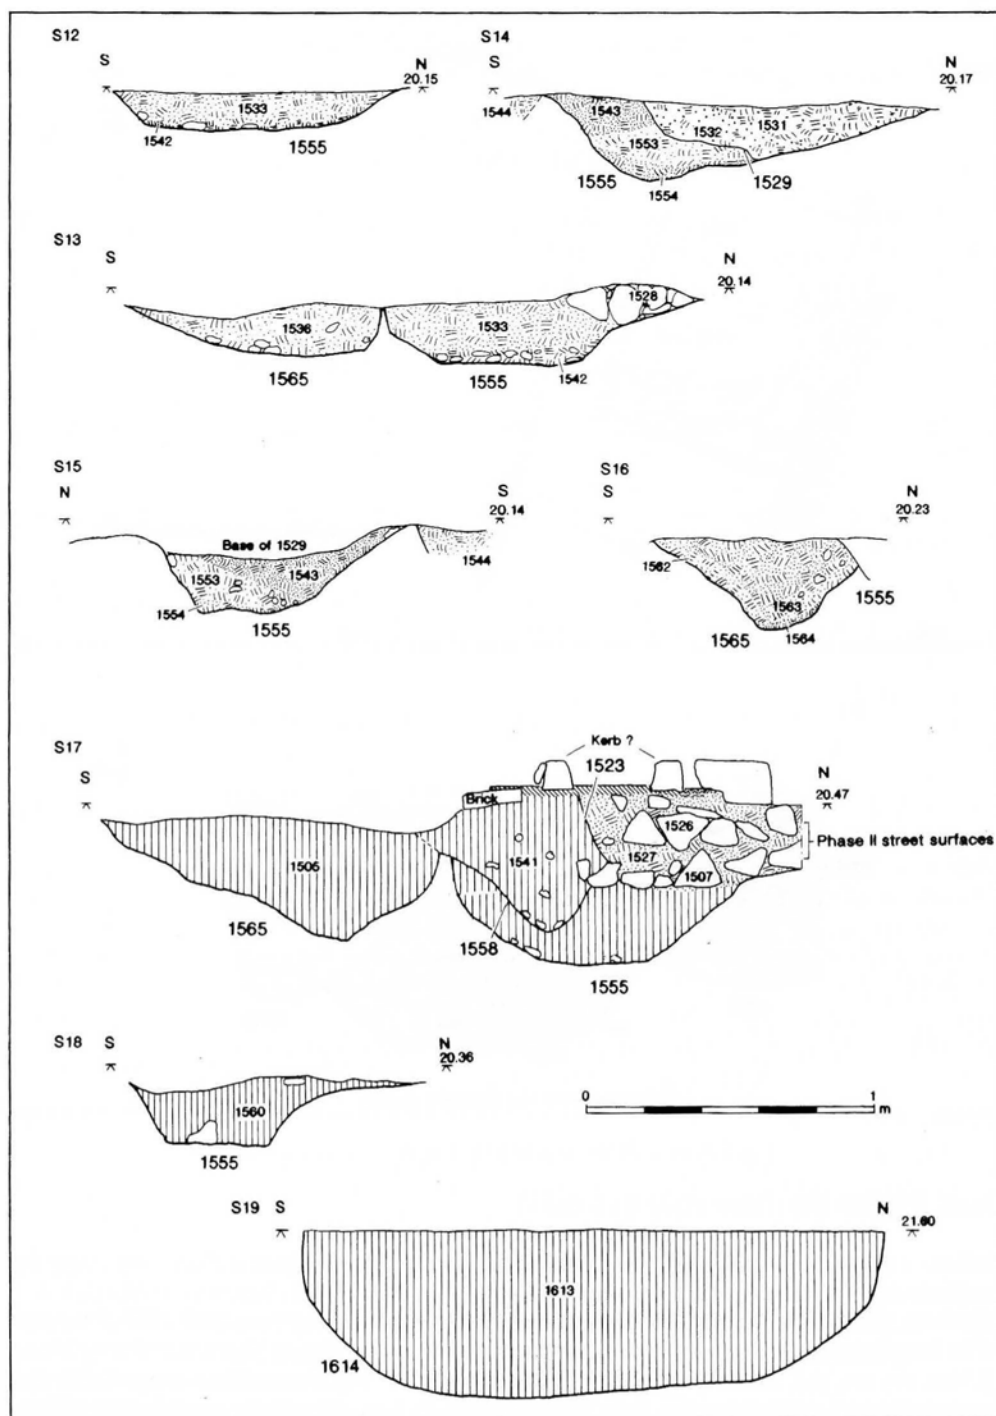 S12
S N
20.15
1533
1542 1555
S14
S N
20.17
1544 1543 1532 1531
1553
1555 1554 1529
S13
S N
20.14
1536 1533 1528
1565 1555 1542
S15
N S
20.14
Base of 1529
1553 1543 1544
1554 1555
S16
S N
20.23
1562 1563 1555
1565 1564
S17
S N
20.47
Kerb ?
1523
Brick
1505 1541 1526
1527 1507
Phase II street surfaces
1565 1558
1555
S18 S N
20.36
1560
1555
0 1
m
S19 S N
21.60
1613
1614